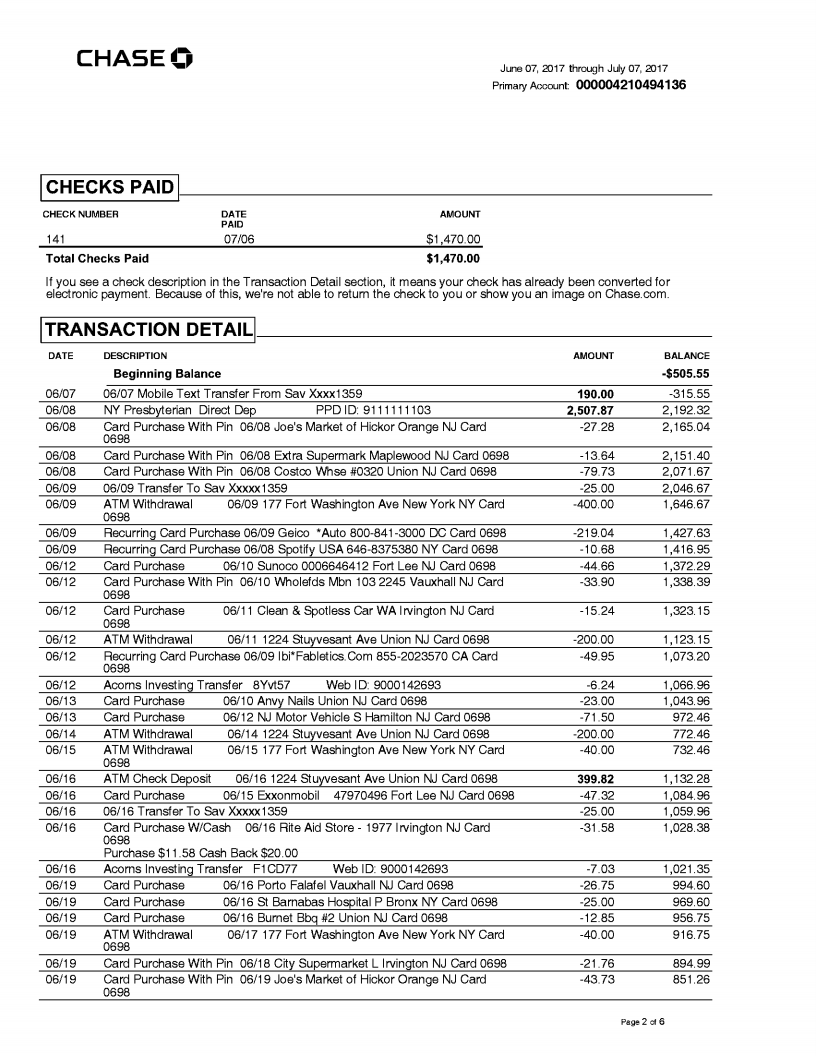 CHASE
June 07, 2017 through July 07, 2017
Primary Account: 000004210494136
CHECKS PAID
CHECK NUMBER DATE PAID AMOUNT
141 07/06 $1,470.00
Total Checks Paid $1,470.00
If you see a check description in the Transaction Detail section, it means your check has already been converted for
electronic payment. Because of this, we're not able to return the check to you or show you an image on Chase.com.
TRANSACTION DETAIL
DATE DESCRIPTION AMOUNT BALANCE
Beginning Balance -$505.55
06/07 06/07 Mobile Text Transfer From Sav Xxxx1359 190.00 -315.55
06/08 NY Presbyterian Direct Dep PPD ID: 9111111103 2,507.87 2,192.32
06/08 Card Purchase With Pin 06/08 Joe's Market of Hickor Orange NJ Card -27.28 2,165.04
0698
06/08 Card Purchase With Pin 06/08 Extra Supermark Maplewood NJ Card 0698 -13.64 2,151.40
06/08 Card Purchase With Pin 06/08 Costco Whse #0320 Union NJ Card 0698 -79.73 2,071.67
06/09 06/09 Transfer To Sav Xxxxx1359 -25.00 2,046.67
06/09 ATM Withdrawal 06/09 177 Fort Washington Ave New York NY Card -400.00 1,646.67
0698
06/09 Recurring Card Purchase 06/09 Geico *Auto 800-841-3000 DC Card 0698 -219.04 1,427.63
06/09 Recurring Card Purchase 06/08 Spotify USA 646-8375380 NY Card 0698 -10.68 1,416.95
06/12 Card Purchase 06/10 Sunoco 0006646412 Fort Lee NJ Card 0698 -44.66 1,372.29
06/12 Card Purchase With Pin 06/10 Wholefds Mbn 103 2245 Vauxhall NJ Card -33.90 1,338.39
0698
06/12 Card Purchase 06/11 Clean & Spotless Car WA Irvington NJ Card -15.24 1,323.15
0698
06/12 ATM Withdrawal 06/11 1224 Stuyvesant Ave Union NJ Card 0698 -200.00 1,123.15
06/12 Recurring Card Purchase 06/09 Ibi*Fabletics.Com 855-2023570 CA Card -49.95 1,073.20
0698
06/12 Acorns Investing Transfer 8Yvt57 Web ID: 9000142693 -6.24 1,066.96
06/13 Card Purchase 06/10 Anvy Nails Union NJ Card 0698 -23.00 1,043.96
06/13 Card Purchase 06/12 NJ Motor Vehicle S Hamilton NJ Card 0698 -71.50 972.46
06/14 ATM Withdrawal 06/14 1224 Stuyvesant Ave Union NJ Card 0698 -200.00 772.46
06/15 ATM Withdrawal 06/15 177 Fort Washington Ave New York NY Card -40.00 732.46
0698
06/16 ATM Check Deposit 06/16 1224 Stuyvesant Ave Union NJ Card 0698 399.82 1,132.28
06/16 Card Purchase 06/15 Exxonmobil 47970496 Fort Lee NJ Card 0698 -47.32 1,084.96
06/16 06/16 Transfer To Sav Xxxxx1359 -25.00 1,059.96
06/16 Card Purchase W/Cash 06/16 Rite Aid Store - 1977 Irvington NJ Card -31.58 1,028.38
0698
Purchase $11.58 Cash Back $20.00
06/16 Acorns Investing Transfer F1CD77 Web ID: 9000142693 -7.03 1,021.35
06/19 Card Purchase 06/16 Porto Falafel Vauxhall NJ Card 0698 -26.75 994.60
06/19 Card Purchase 06/16 St Barnabas Hospital P Bronx NY Card 0698 -25.00 969.60
06/19 Card Purchase 06/16 Burnet Bbq #2 Union NJ Card 0698 -12.85 956.75
06/19 ATM Withdrawal 06/17 177 Fort Washington Ave New York NY Card -40.00 916.75
0698
06/19 Card Purchase With Pin 06/18 City Supermarket L Irvington NJ Card 0698 -21.76 894.99
06/19 Card Purchase With Pin 06/19 Joe's Market of Hickor Orange NJ Card -43.73 851.26
0698
Page 2 of 6